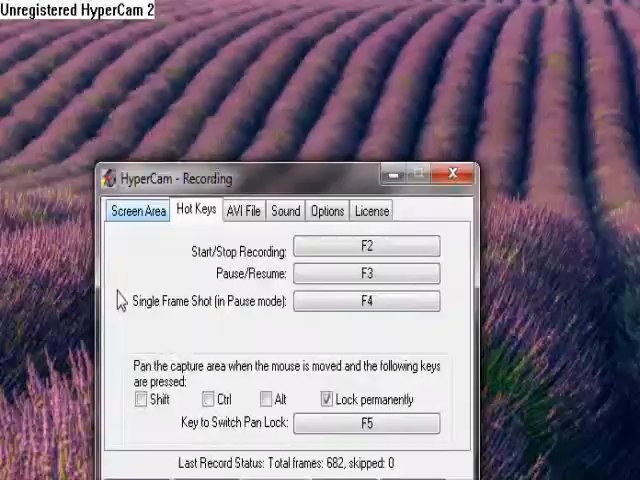 Unregistered HyperCam 2
HyperCam - Recording
Screen Area Hot Keys AVI File Sound Options License
Start/Stop Recording: F2
Pause/Resume: F3
Single Frame Shot (in Pause mode): F4
Pan the capture area when the mouse is moved and the following keys
are pressed:
Shift Ctrl Alt Lock permanently
Key to Switch Pan Lock: F5
Last Record Status: Total frames: 682, skipped: 0